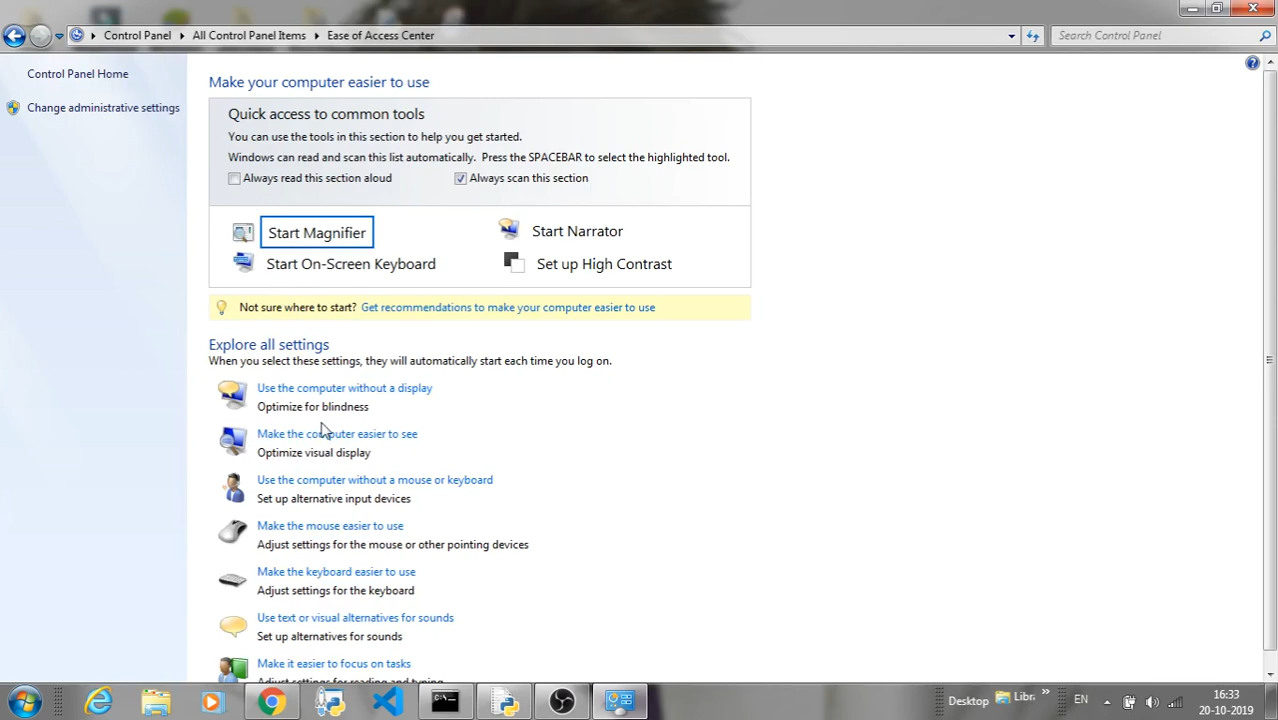 Control Panel
All Control Panel Items
Ease of Access Center
Search Control Panel
Control Panel Home
Change administrative settings
Make your computer easier to use
Quick access to common tools
You can use the tools in this section to help you get started.
Windows can read and scan this list automatically. Press the SPACEBAR to select the highlighted tool.
Always read this section aloud
Always scan this section
Start Magnifier
Start Narrator
Start On-Screen Keyboard
Set up High Contrast
Not sure where to start? Get recommendations to make your computer easier to use
Explore all settings
When you select these settings, they will automatically start each time you log on.
Use the computer without a display
Optimize for blindness
Make the computer easier to see
Optimize visual display
Use the computer without a mouse or keyboard
Set up alternative input devices
Make the mouse easier to use
Adjust settings for the mouse or other pointing devices
Make the keyboard easier to use
Adjust settings for the keyboard
Use text or visual alternatives for sounds
Set up alternatives for sounds
Make it easier to focus on tasks
Adjust settings for reading and typing
Desktop
Libr
EN
16:33
20-10-2019